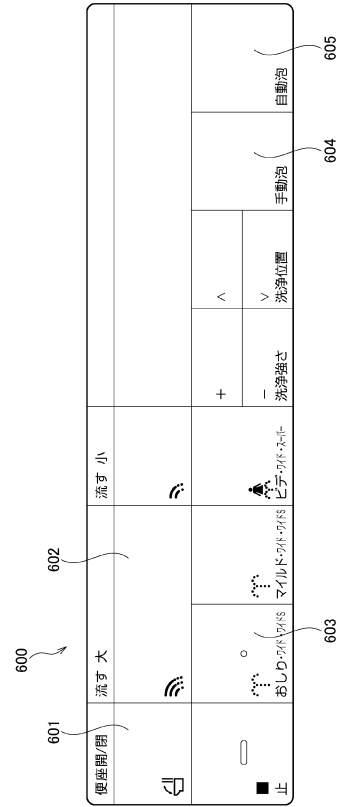 600
601
602
便座開/閉
流す 大
流す 小
止
おしり・ワイド・ワイドS
マイルド・ワイド・ワイドS
ビデ・ワイド・スーパー
+
−
洗浄強さ
<
>
洗浄位置
手動泡
自動泡
603
604
605